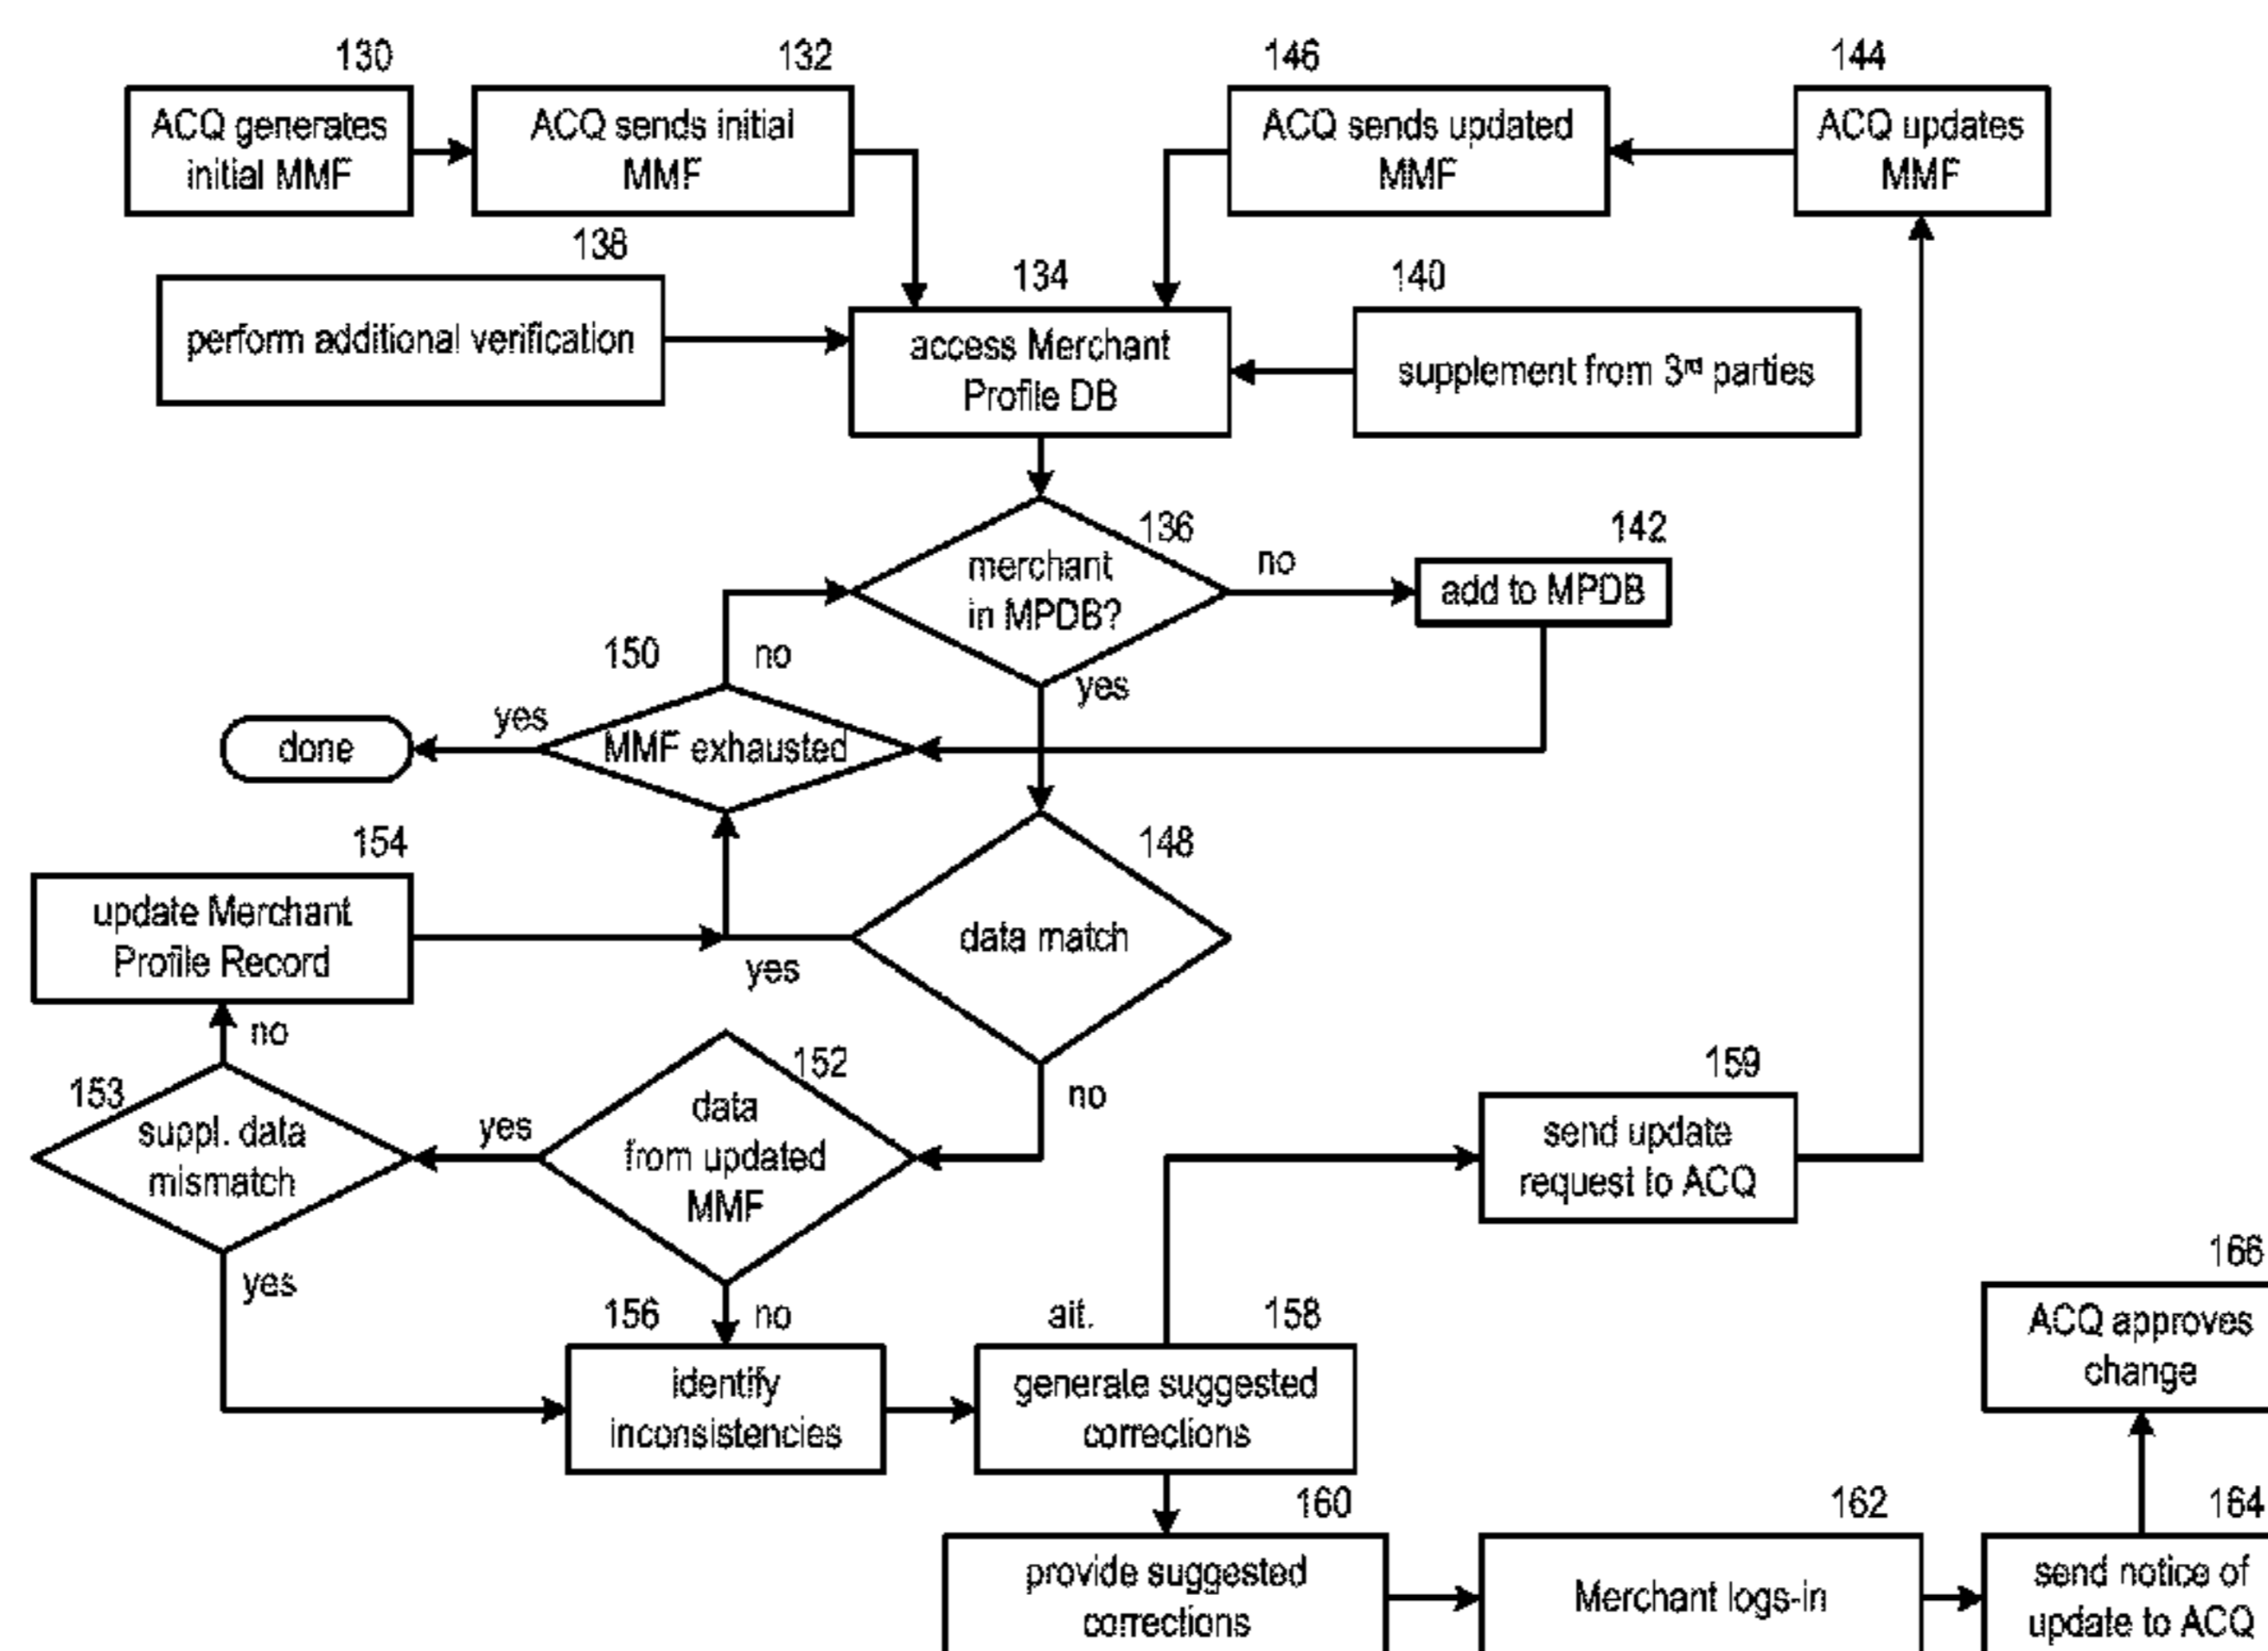 130
ACQ generates
initial MMF
132
ACQ sends initial
MMF
146
ACQ sends updated
MMF
144
ACQ updates
MMF
138
perform additional verification
134
access Merchant
Profile DB
140
supplement from 3rd parties
136
merchant
in MPDB?
no
142
add to MPDB
yes
150
no
MMF exhausted
yes
done
148
data match
yes
no
154
update Merchant
Profile Record
no
153
suppl. data
mismatch
yes
152
data
from updated
MMF
yes
no
159
send update
request to ACQ
156
identify
inconsistencies
alt.
158
generate suggested
corrections
166
ACQ approves
change
160
provide suggested
corrections
162
Merchant logs-in
164
send notice of
update to ACQ